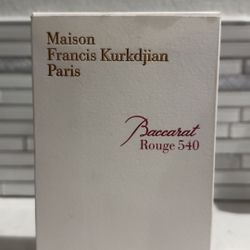 Maison
Francis Kurkdjian
Paris
Baccarat
Rouge 540